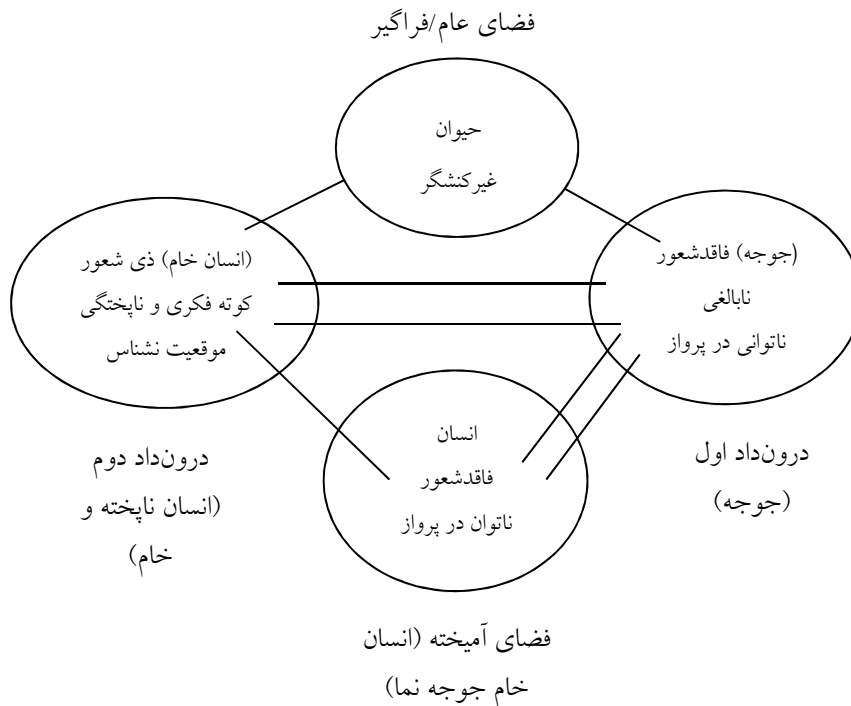 فضای عام/فراگیر
حیوان
غیرکنشگر
(جوجه) فاقدشعور
نابالغی
ناتوانی در پرواز
درون‌داد اول
(جوجه)
(انسان خام) ذی شعور
کوته فکری و ناپختگی
موقعیت نشناس
درون‌داد دوم
(انسان ناپخته و
خام)
انسان
فاقدشعور
ناتوان در پرواز
فضای آمیخته (انسان
خام جوجه نما)